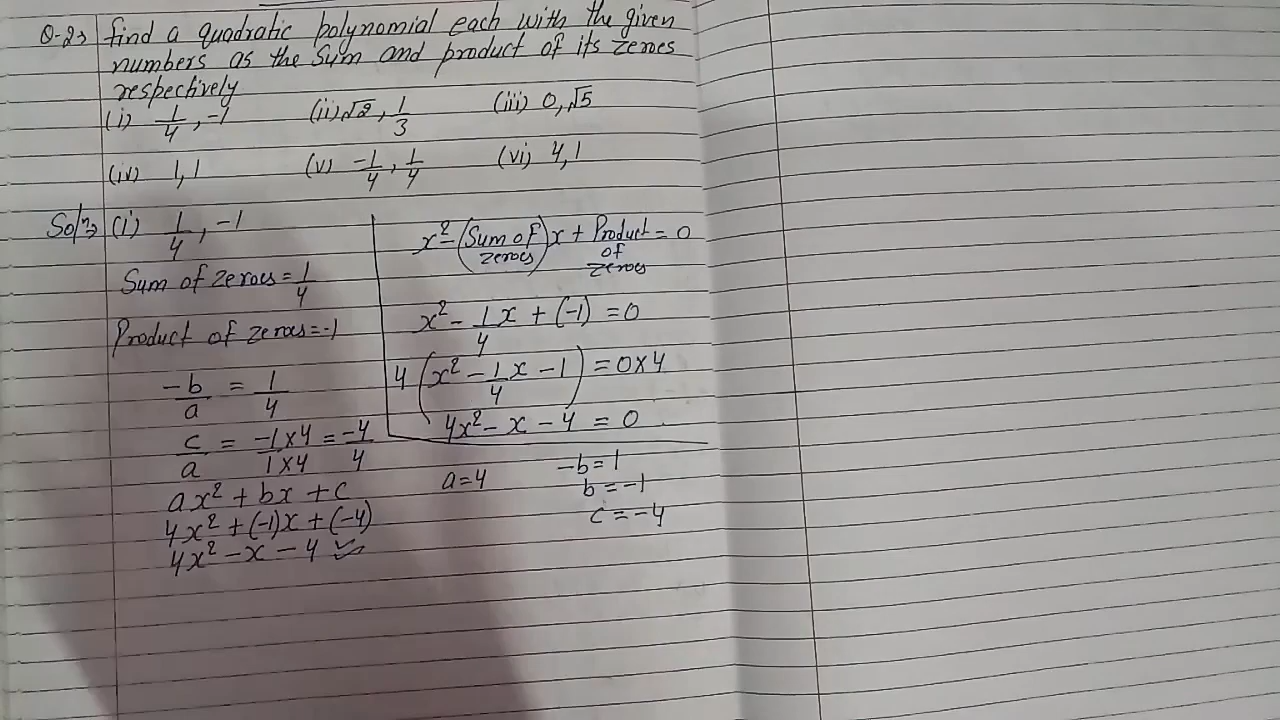 Q-2→ find a quadratic polynomial each with the given
numbers as the sum and product of its zeroes
respectively
(i) 1/4, -1 (ii) √2, 1/3 (iii) 0, √5
(iv) 1, 1 (v) -1/4, 1/4 (vi) 4, 1
Soln→ (i) 1/4, -1
Sum of zeroes = 1/4
Product of zeroes = -1
-b/a = 1/4
c/a = -1×4/1×4 = -4/4
ax² + bx + c
4x² + (-1)x + (-4)
4x² - x - 4
x² - (Sum of zeroes)x + Product of zeroes = 0
x² - 1/4 x + (-1) = 0
4(x² - 1/4 x - 1) = 0×4
4x² - x - 4 = 0
a = 4
-b = 1
b = -1
c = -4